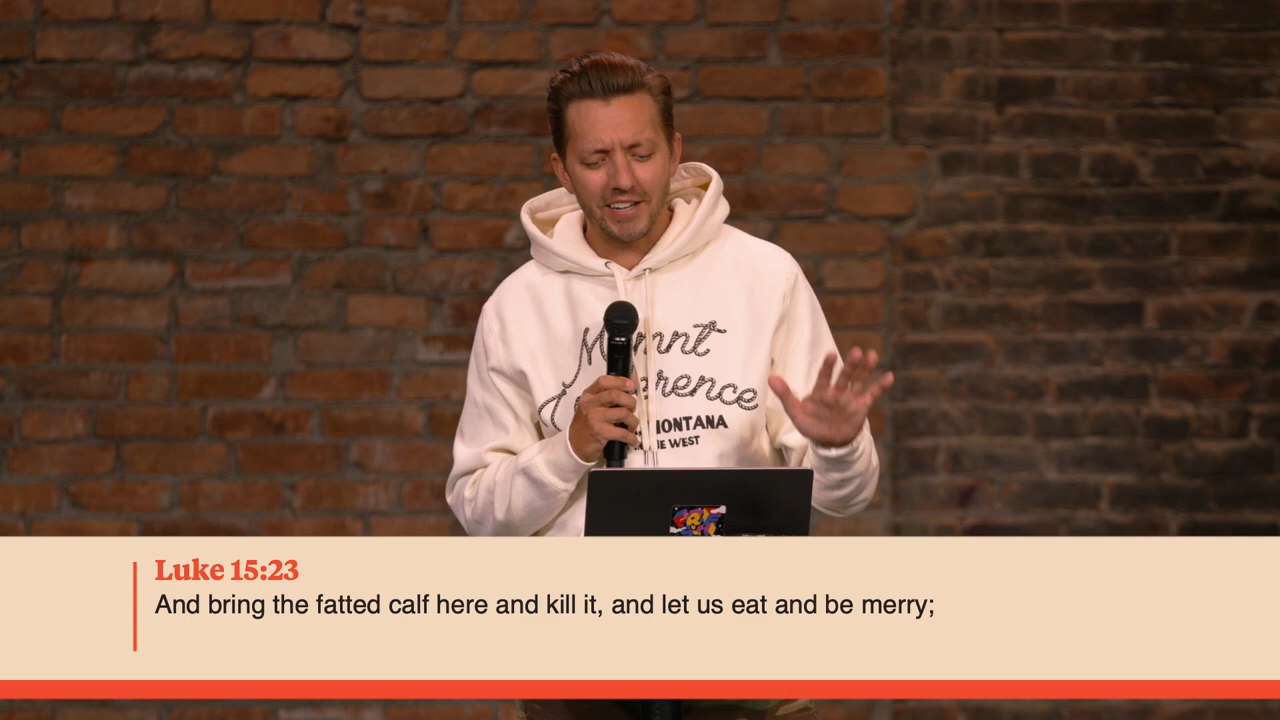 MONTANA
WEST
Luke 15:23
And bring the fatted calf here and kill it, and let us eat and be merry;